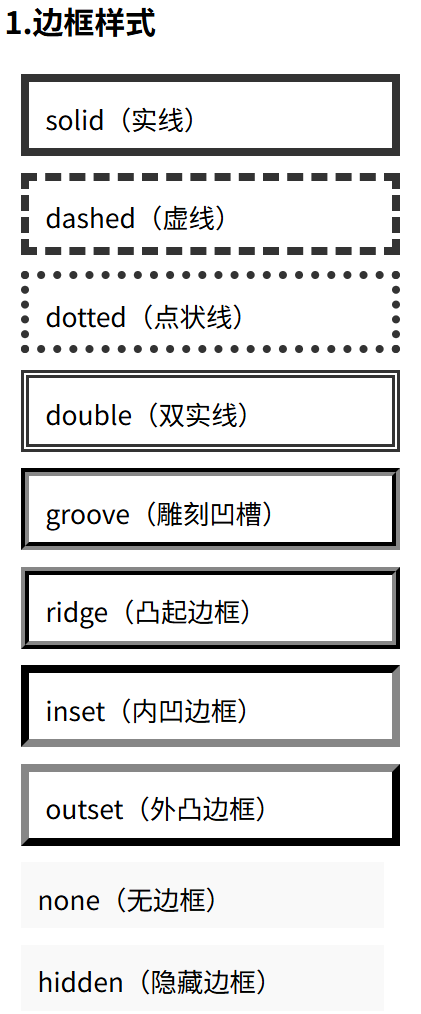 1.边框样式
solid（实线）
dashed（虚线）
dotted（点状线）
double（双实线）
groove（雕刻凹槽）
ridge（凸起边框）
inset（内凹边框）
outset（外凸边框）
none（无边框）
hidden（隐藏边框）